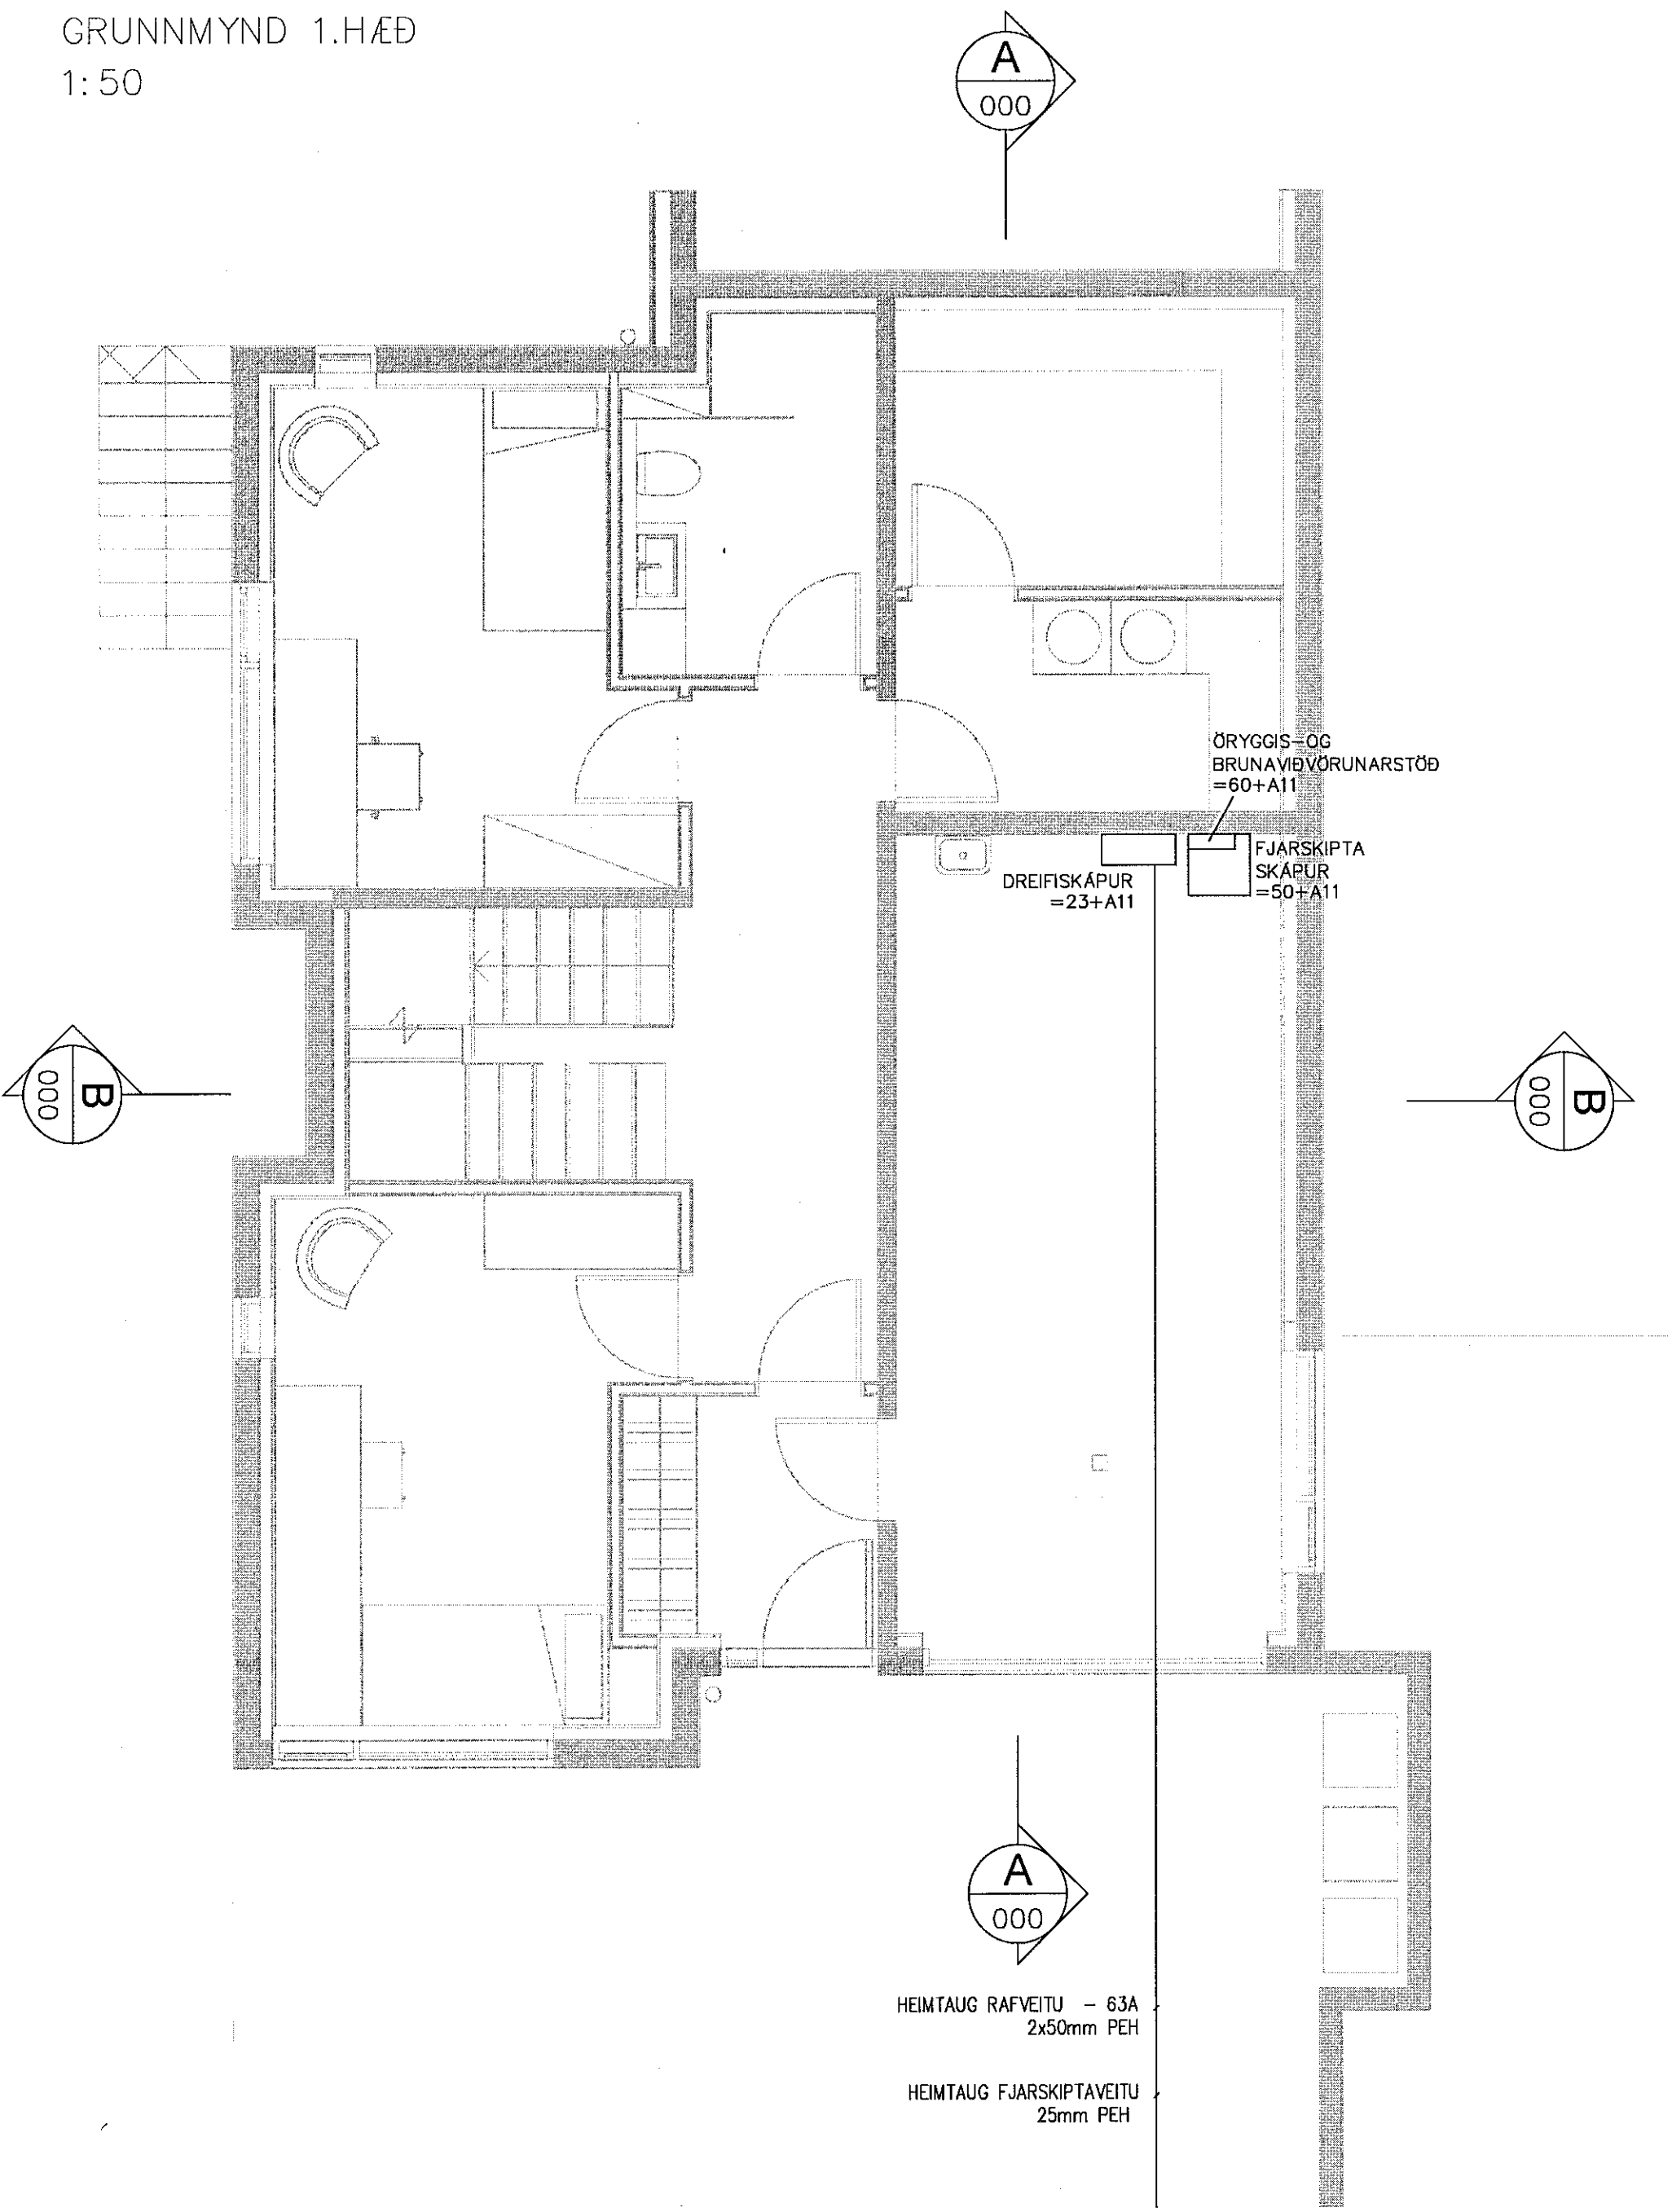 GRUNNMYND 1.HÆÐ
1:50
A
000
ÖRYGGIS-OG
BRUNAVIÐVÖRUNARSTÖÐ
=60+A11
FJARSKIPTA
SKÁPUR
=50+A11
DREIFISKÁPUR
=23+A11
B
000
B
000
A
000
HEIMTAUG RAFVEITU - 63A
2x50mm PEH
HEIMTAUG FJARSKIPTAVEITU
25mm PEH